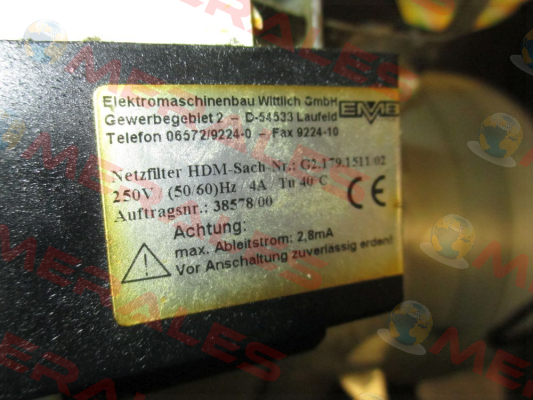 Elektromaschinenbau Wittlich GmbH
Gewerbegebiet 2 - D-54533 Laufeld
Telefon 06572/9224-0 - Fax 9224-10
EMB
Netzfilter HDM-Sach-Nr.: G2.179.1511/02
250V (50/60)Hz / 4A / Tu 40°C
Auftragsnr.: 38578/00
CE
Achtung:
max. Ableitstrom: 2,8mA
Vor Anschaltung zuverlässig erden!
MERALES